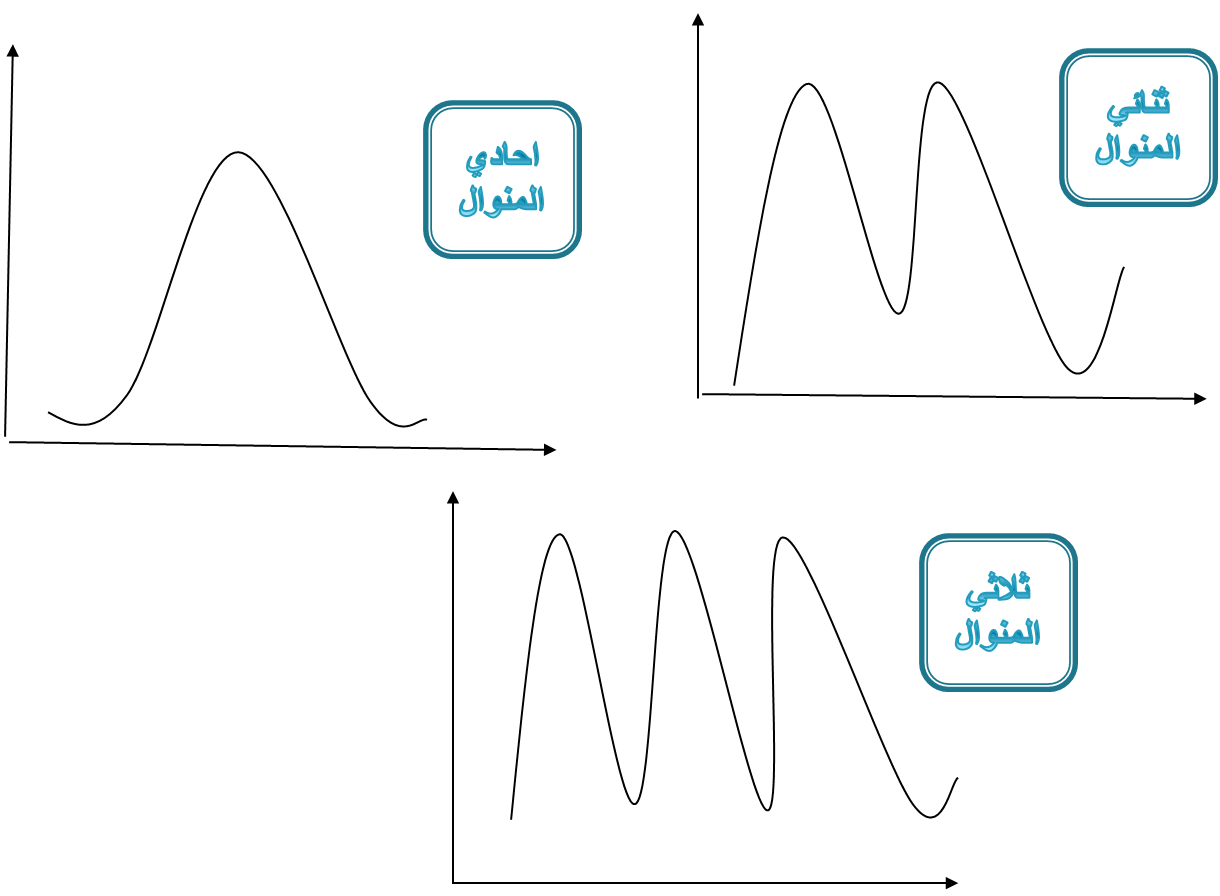 احادي
المنوال
ثنائي
المنوال
ثلاثي
المنوال